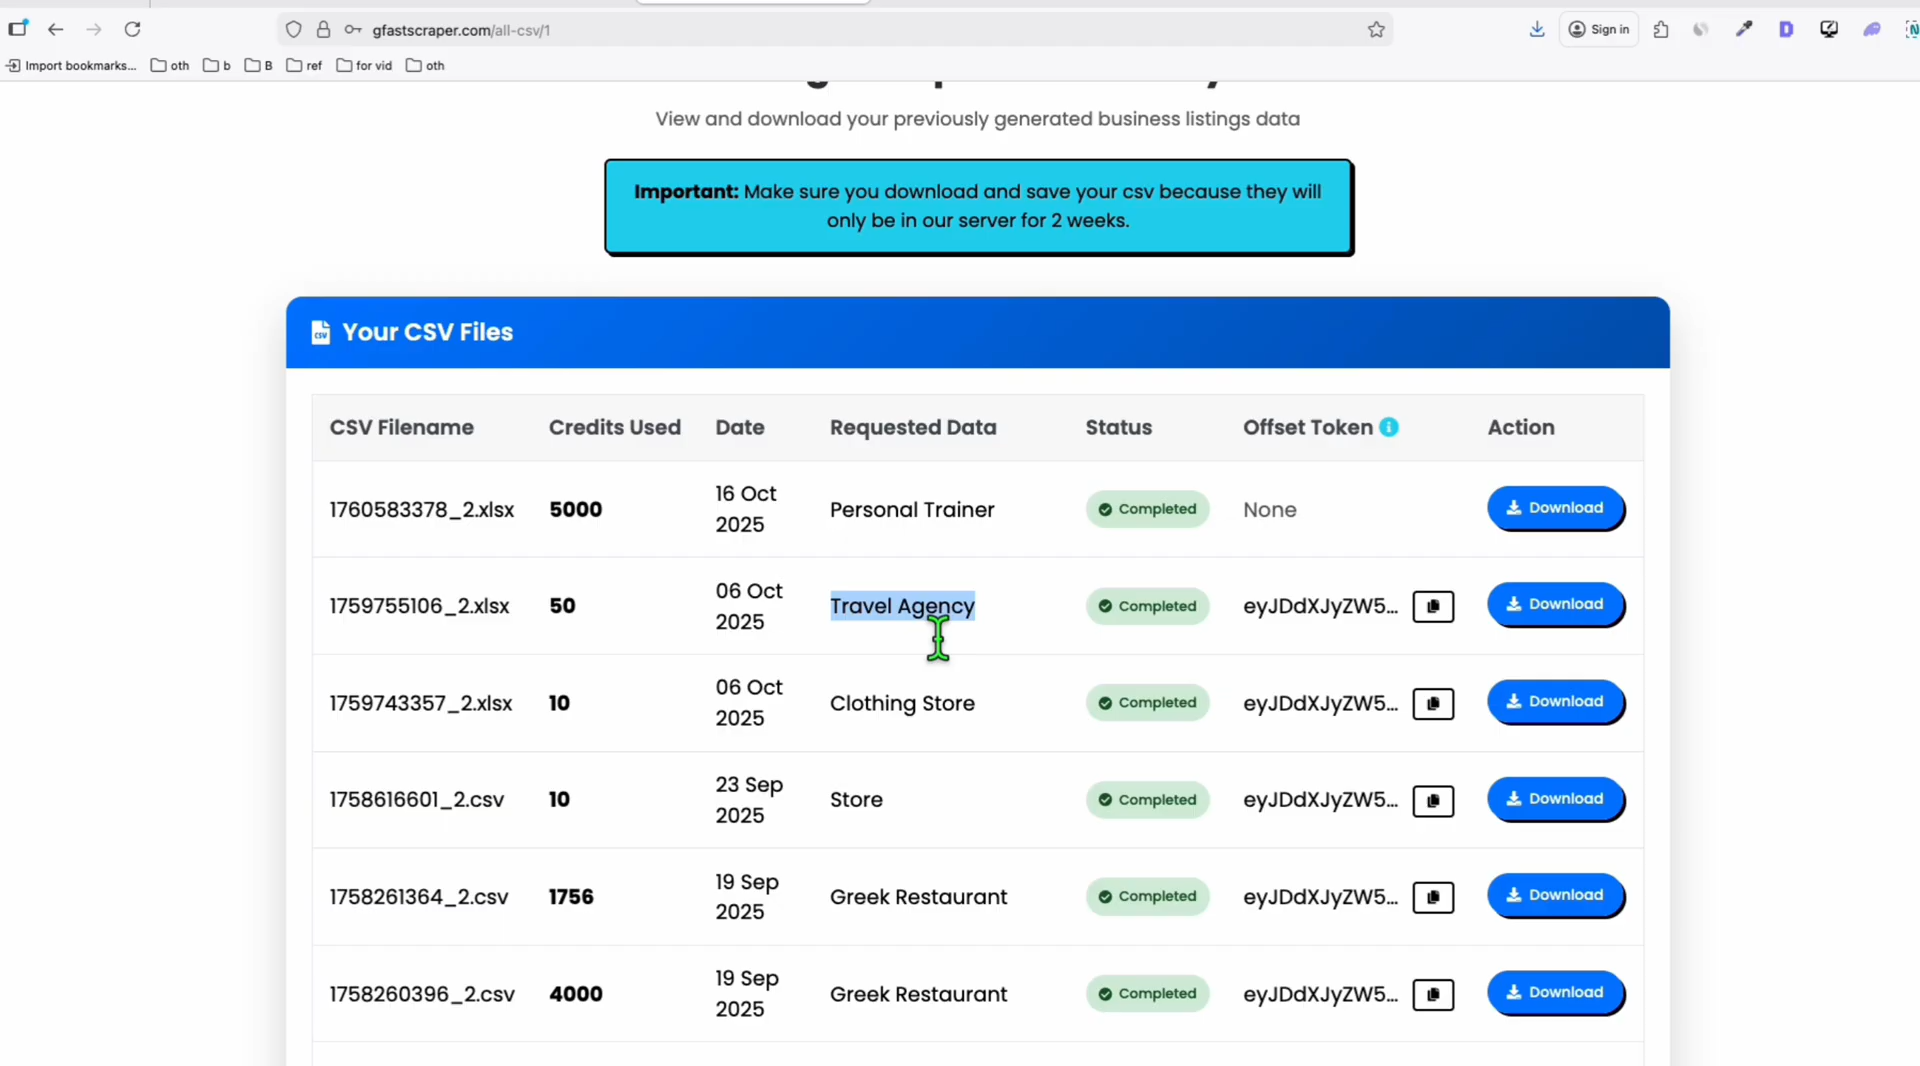 gfastscraper.com/all-csv/1
Sign in
Import bookmarks...
oth
b
B
ref
for vid
oth
View and download your previously generated business listings data
Important: Make sure you download and save your csv because they will
only be in our server for 2 weeks.
Your CSV Files
CSV Filename Credits Used Date Requested Data Status Offset Token Action
1760583378_2.xlsx 5000 16 Oct 2025 Personal Trainer Completed None Download
1759755106_2.xlsx 50 06 Oct 2025 Travel Agency Completed eyJDdXJyZW5... Download
1759743357_2.xlsx 10 06 Oct 2025 Clothing Store Completed eyJDdXJyZW5... Download
1758616601_2.csv 10 23 Sep 2025 Store Completed eyJDdXJyZW5... Download
1758261364_2.csv 1756 19 Sep 2025 Greek Restaurant Completed eyJDdXJyZW5... Download
1758260396_2.csv 4000 19 Sep 2025 Greek Restaurant Completed eyJDdXJyZW5... Download